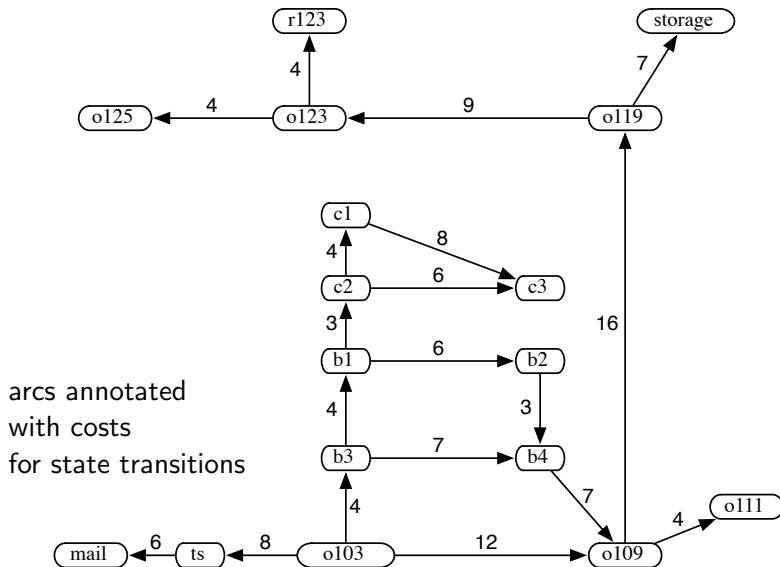 r123
storage
4
7
o125
4
o123
9
o119
c1
4
8
c2
6
c3
3
16
b1
6
b2
arcs annotated
with costs
for state transitions
4
3
b3
7
b4
4
7
o111
4
mail
6
ts
8
o103
12
o109